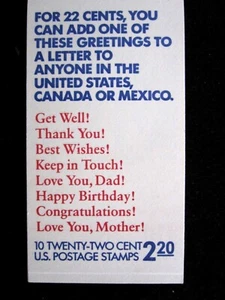 FOR 22 CENTS, YOU
CAN ADD ONE OF
THESE GREETINGS TO
A LETTER TO
ANYONE IN THE
UNITED STATES,
CANADA OR MEXICO.
Get Well!
Thank You!
Best Wishes!
Keep in Touch!
Love You, Dad!
Happy Birthday!
Congratulations!
Love You, Mother!
10 TWENTY-TWO CENT
U.S. POSTAGE STAMPS 2.20